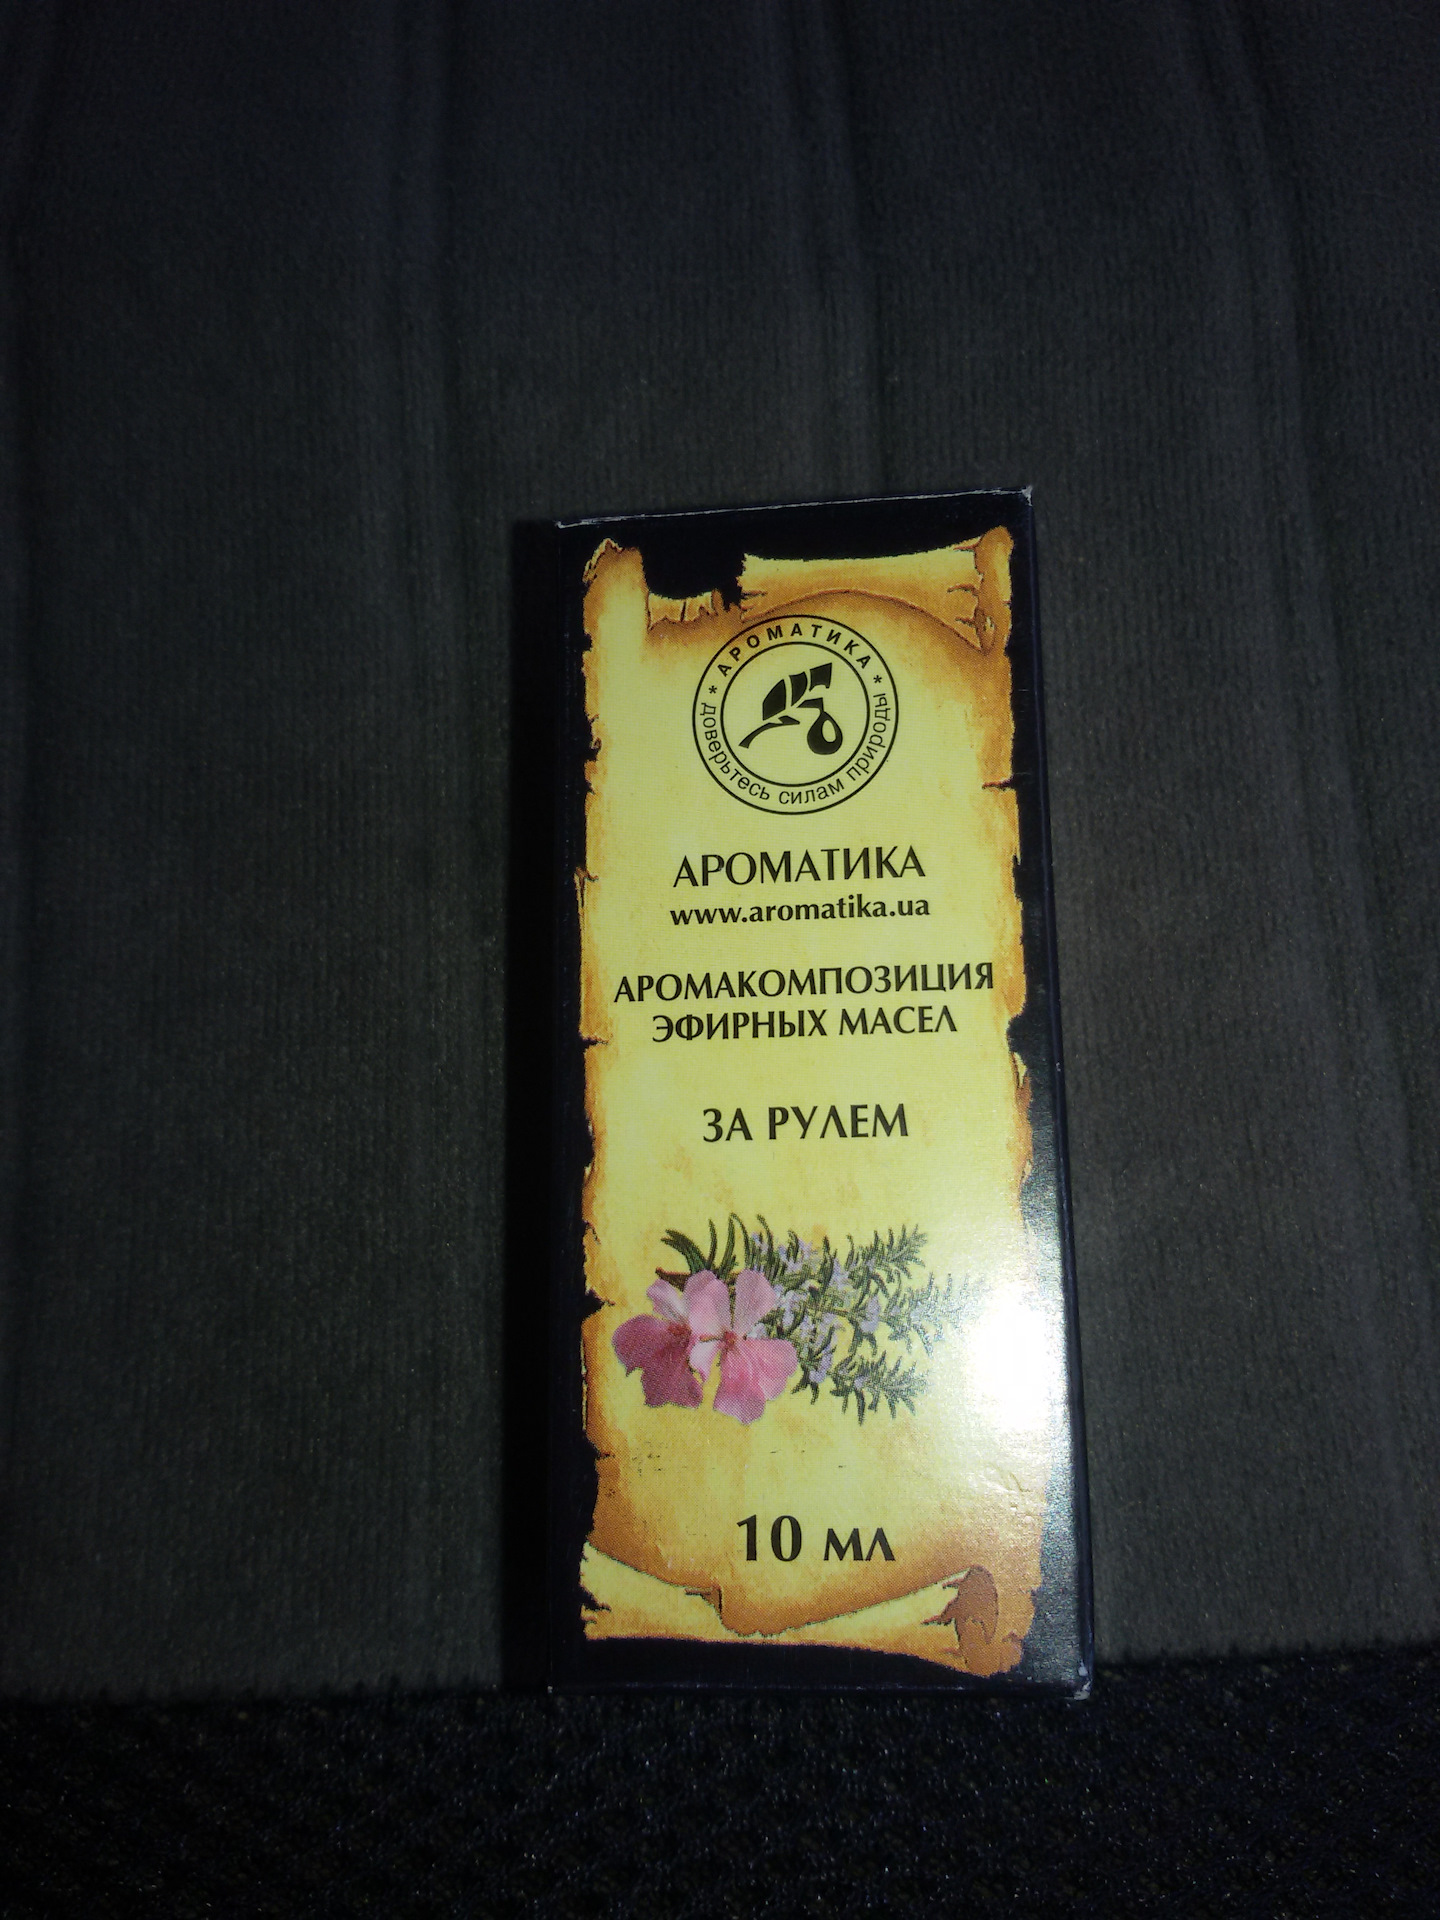 * АРОМАТИКА *
доверьтесь силам природы
АРОМАТИКА
www.aromatika.ua
АРОМАКОМПОЗИЦИЯ
ЭФИРНЫХ МАСЕЛ
ЗА РУЛЕМ
10 мл